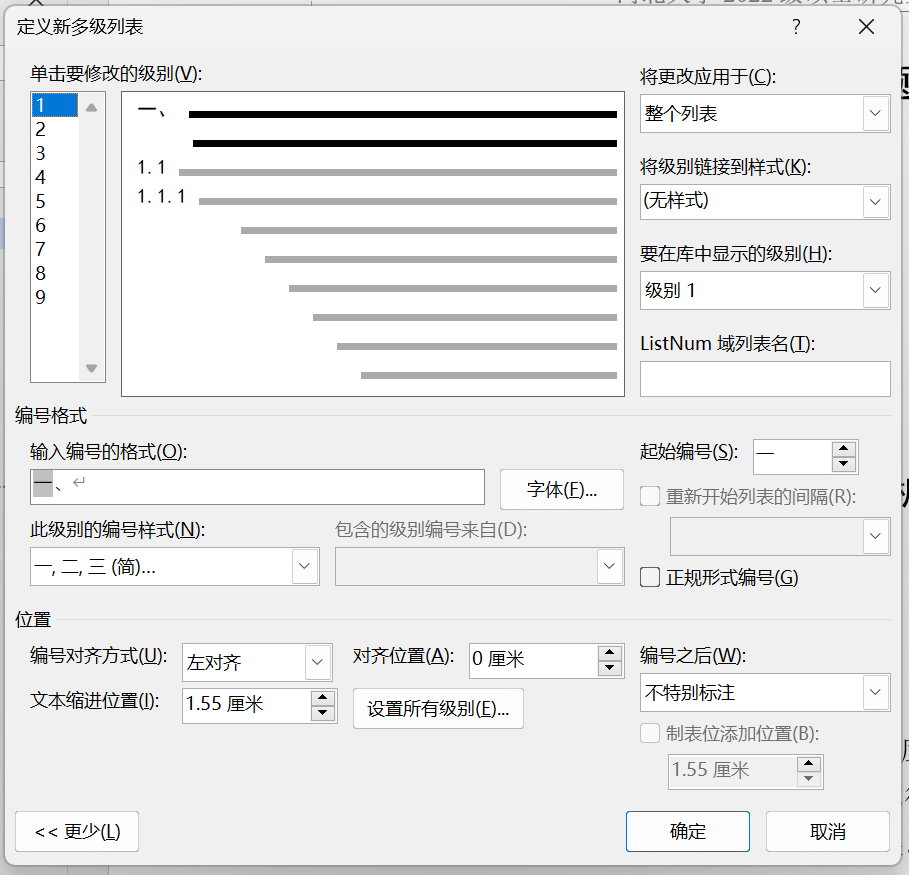 定义新多级列表
?
单击要修改的级别(V):
将更改应用于(C):
1
2
3
4
5
6
7
8
9
一、
1.1
1.1.1
整个列表
将级别链接到样式(K):
(无样式)
要在库中显示的级别(H):
级别 1
ListNum 域列表名(T):
编号格式
输入编号的格式(O):
一、
字体(F)...
起始编号(S):
一
重新开始列表的间隔(R):
此级别的编号样式(N):
包含的级别编号来自(D):
一, 二, 三 (简)...
正规形式编号(G)
位置
编号对齐方式(U):
左对齐
对齐位置(A):
0 厘米
编号之后(W):
不特别标注
文本缩进位置(I):
1.55 厘米
设置所有级别(E)...
制表位添加位置(B):
1.55 厘米
<< 更少(L)
确定
取消